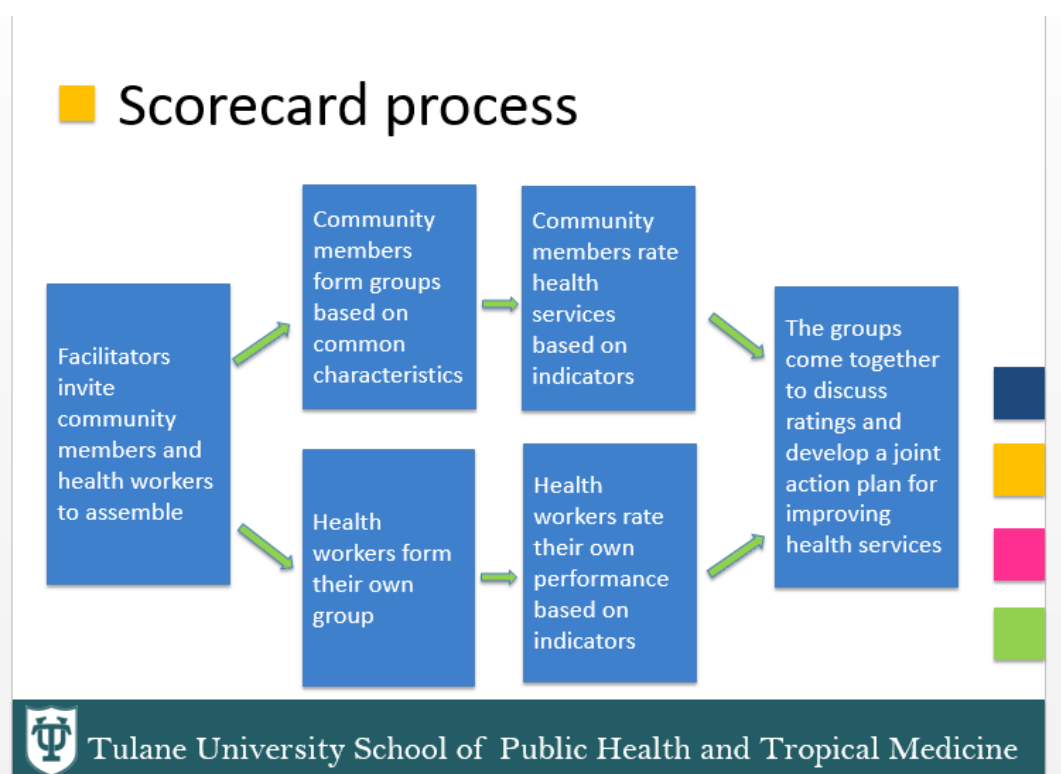 Scorecard process
Facilitators
invite
community
members and
health workers
to assemble
Community
members
form groups
based on
common
characteristics
Community
members rate
health
services
based on
indicators
Health
workers form
their own
group
Health
workers rate
their own
performance
based on
indicators
The groups
come together
to discuss
ratings and
develop a joint
action plan for
improving
health services
Tulane University School of Public Health and Tropical Medicine